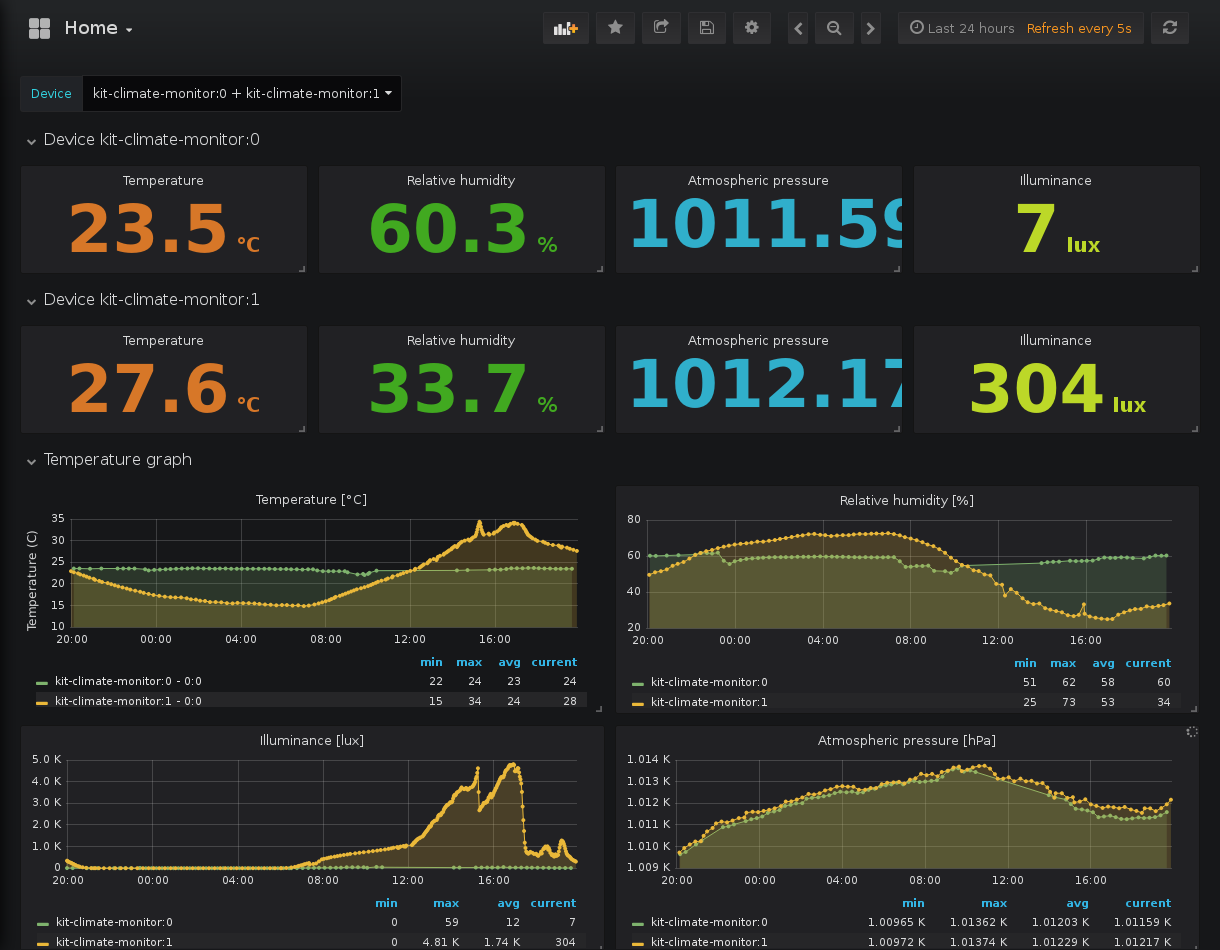 Home
Last 24 hours Refresh every 5s
Device kit-climate-monitor:0 + kit-climate-monitor:1
Device kit-climate-monitor:0
Temperature Relative humidity Atmospheric pressure Illuminance
23.5 °C 60.3 % 1011.59 7 lux
Device kit-climate-monitor:1
Temperature Relative humidity Atmospheric pressure Illuminance
27.6 °C 33.7 % 1012.17 304 lux
Temperature graph
Temperature [°C]
Temperature (C)
35
30
25
20
15
10
20:00 00:00 04:00 08:00 12:00 16:00
min max avg current
kit-climate-monitor:0 - 0:0 22 24 23 24
kit-climate-monitor:1 - 0:0 15 34 24 28
Relative humidity [%]
80
60
40
20
20:00 00:00 04:00 08:00 12:00 16:00
min max avg current
kit-climate-monitor:0 51 62 58 60
kit-climate-monitor:1 25 73 53 34
Illuminance [lux]
5.0 K
4.0 K
3.0 K
2.0 K
1.0 K
0
20:00 00:00 04:00 08:00 12:00 16:00
min max avg current
kit-climate-monitor:0 0 59 12 7
kit-climate-monitor:1 0 4.81 K 1.74 K 304
Atmospheric pressure [hPa]
1.014 K
1.013 K
1.012 K
1.011 K
1.010 K
1.009 K
20:00 00:00 04:00 08:00 12:00 16:00
min max avg current
kit-climate-monitor:0 1.00965 K 1.01362 K 1.01203 K 1.01159 K
kit-climate-monitor:1 1.00972 K 1.01374 K 1.01229 K 1.01217 K